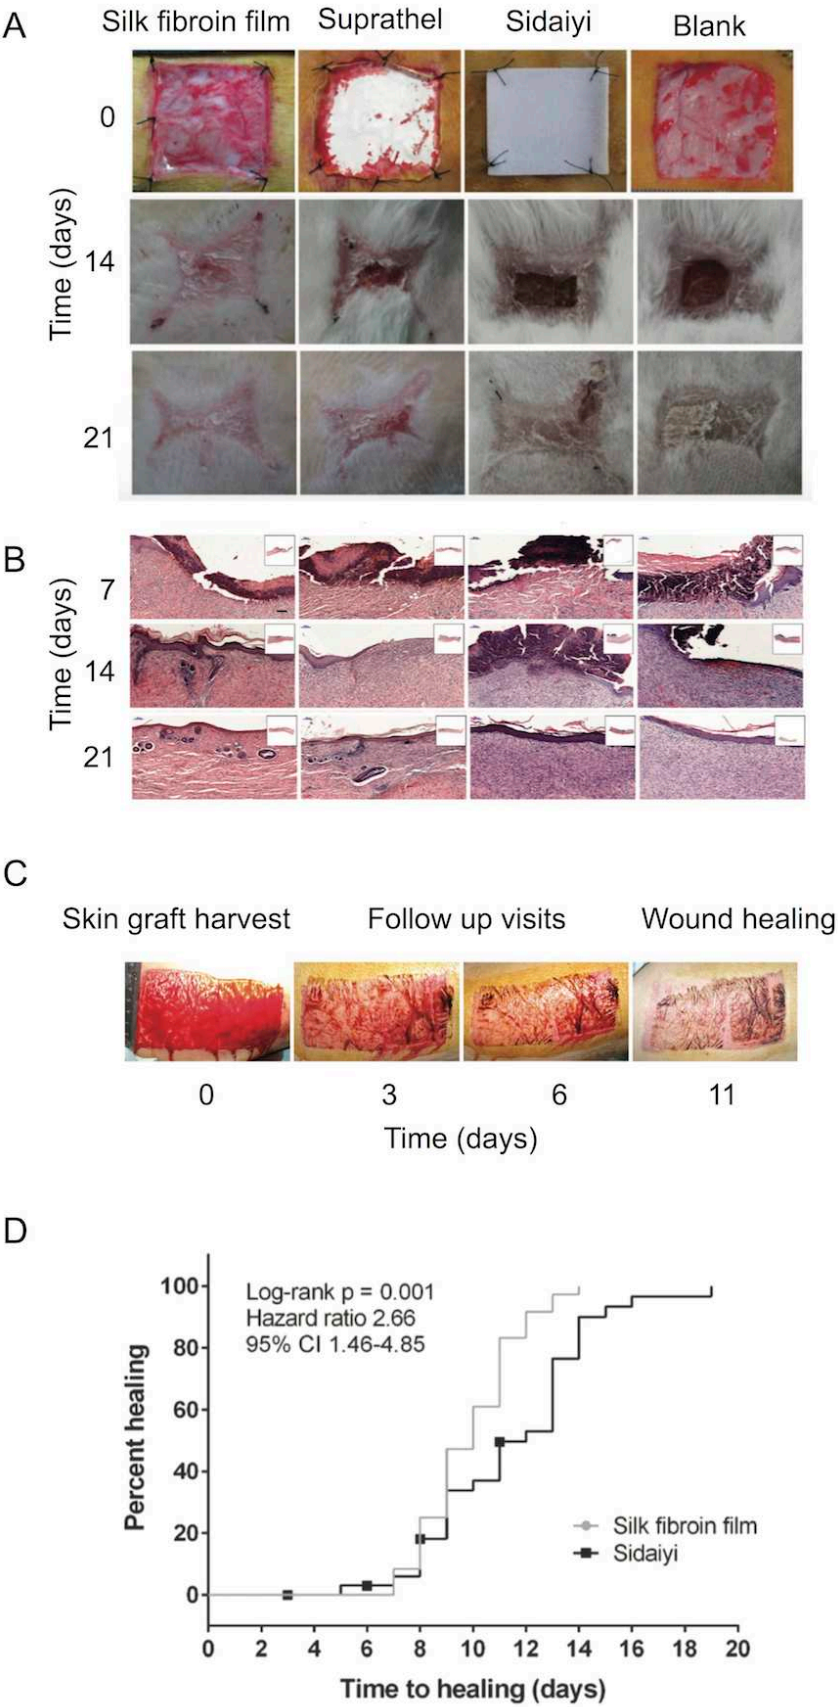 A
Silk fibroin film
Suprathel
Sidaiyi
Blank
0
14
21
Time (days)
B
7
14
21
Time (days)
C
Skin graft harvest
Follow up visits
Wound healing
0
3
6
11
Time (days)
D
Log-rank p = 0.001
Hazard ratio 2.66
95% CI 1.46-4.85
100
80
60
40
20
0
Percent healing
Silk fibroin film
Sidaiyi
0 2 4 6 8 10 12 14 16 18 20
Time to healing (days)